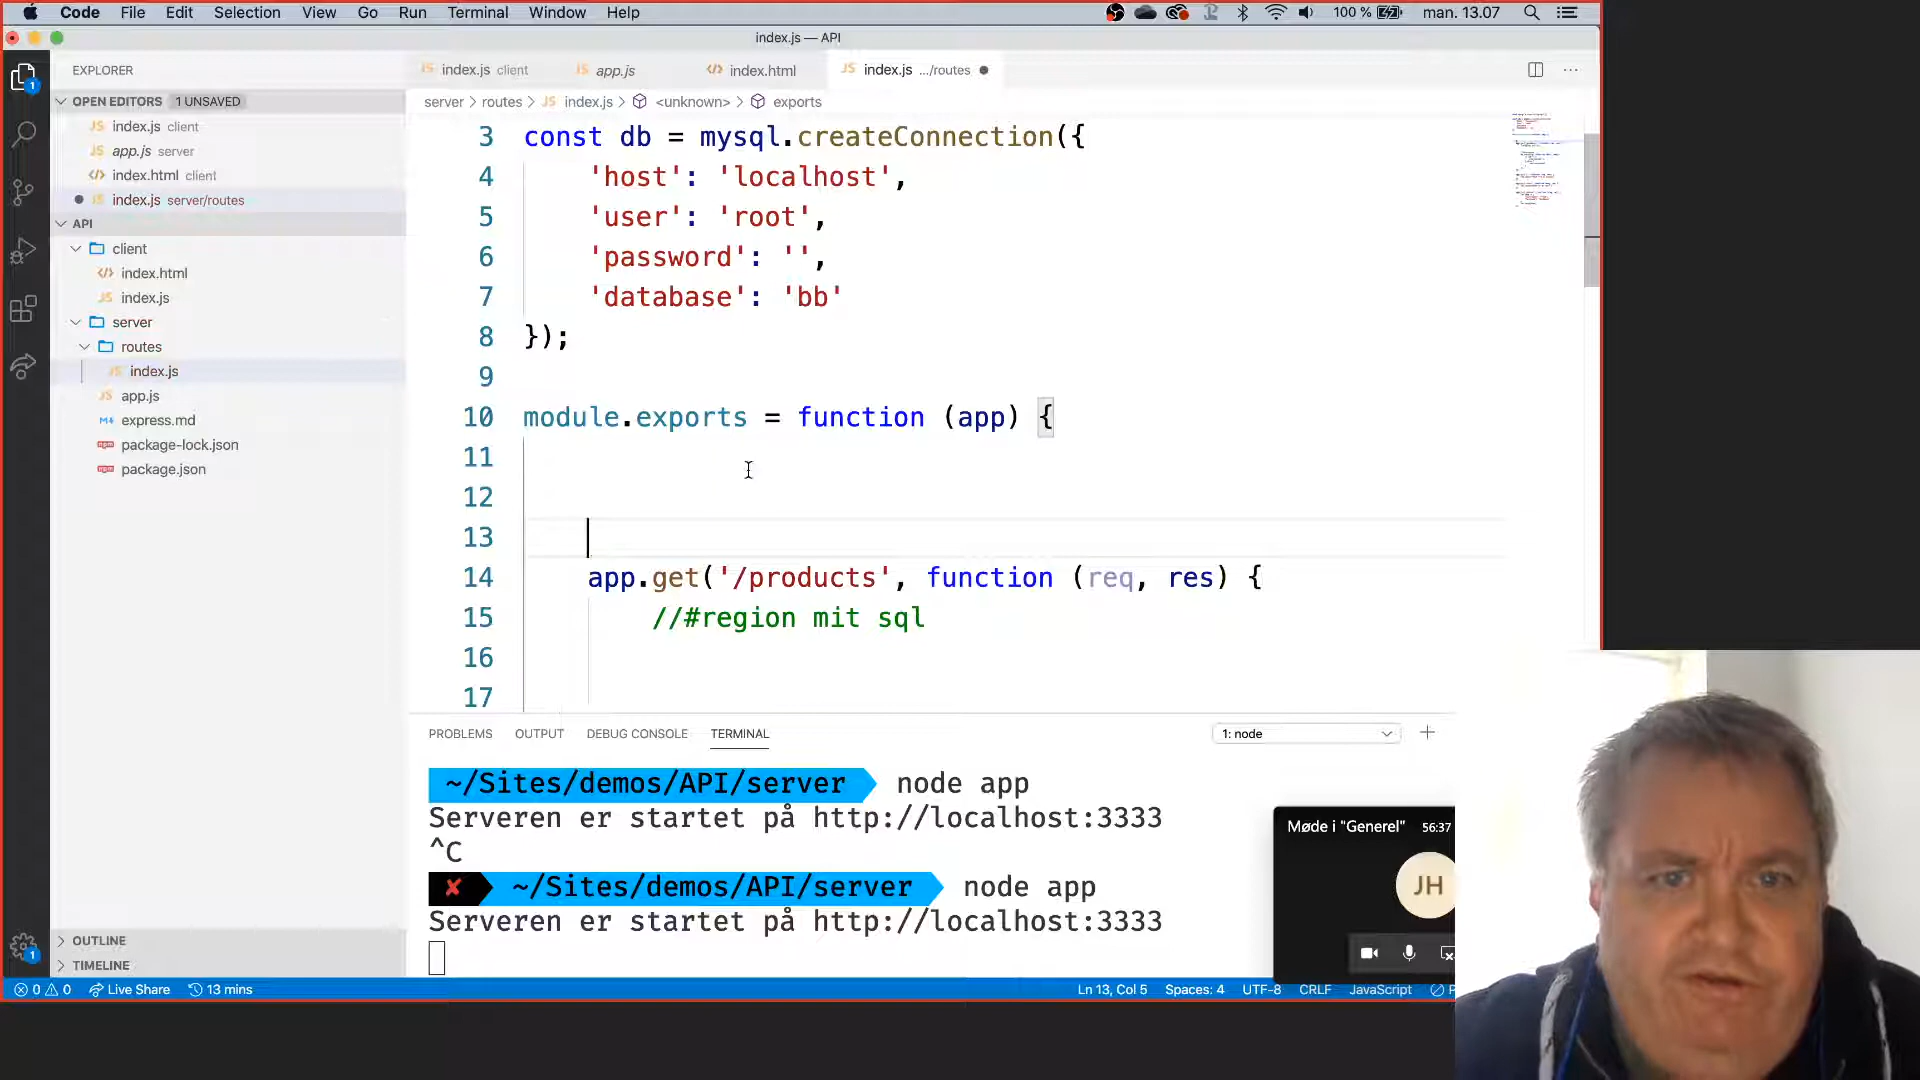 Code File Edit Selection View Go Run Terminal Window Help 100 % man. 13.07
index.js — API
EXPLORER
index.js client app.js index.html index.js .../routes
OPEN EDITORS 1 UNSAVED
server routes index.js <unknown> exports
index.js client
app.js server
index.html client
index.js server/routes
API
client
index.html
index.js
server
routes
index.js
app.js
express.md
package-lock.json
package.json
OUTLINE
TIMELINE
3 const db = mysql.createConnection({
4 'host': 'localhost',
5 'user': 'root',
6 'password': '',
7 'database': 'bb'
8 });
9
10 module.exports = function (app) {
11
12
13
14 app.get('/products', function (req, res) {
15 //#region mit sql
16
17
PROBLEMS OUTPUT DEBUG CONSOLE TERMINAL 1: node
~/Sites/demos/API/server node app
Serveren er startet på http://localhost:3333
^C
✘ ~/Sites/demos/API/server node app
Serveren er startet på http://localhost:3333
Møde i "Generel" 56:37
JH
0 0 Live Share 13 mins Ln 13, Col 5 Spaces: 4 UTF-8 CRLF JavaScript